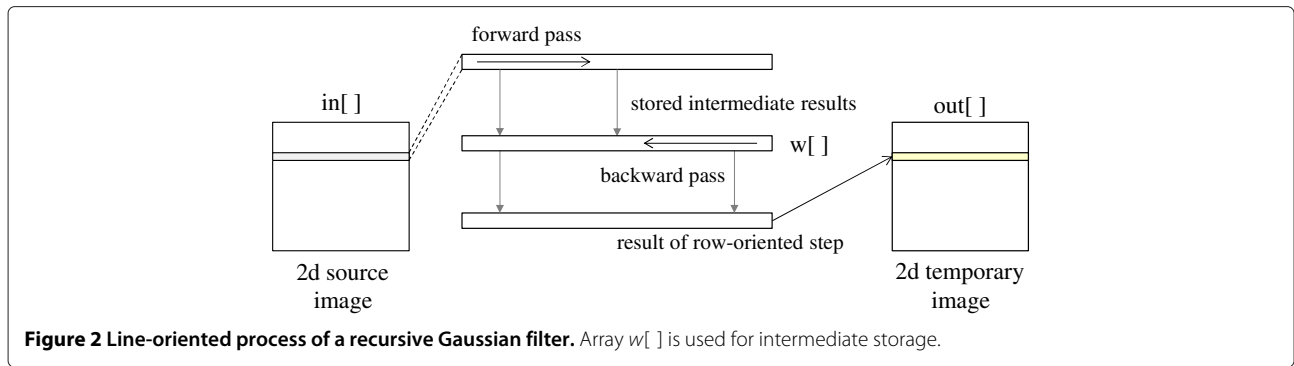 forward pass
in[ ]
stored intermediate results
out[ ]
w[ ]
backward pass
result of row-oriented step
2d source
image
2d temporary
image
Figure 2 Line-oriented process of a recursive Gaussian filter. Array w[ ] is used for intermediate storage.